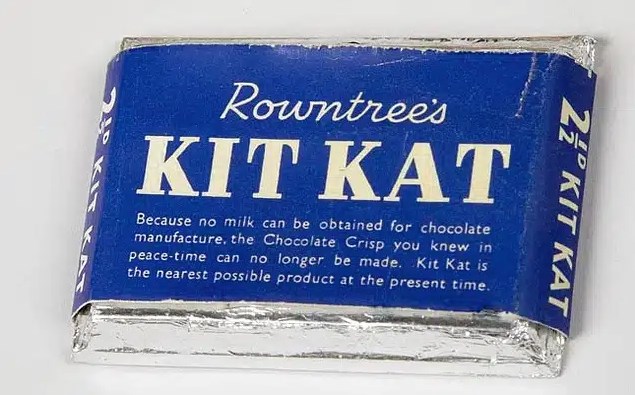 Rowntree's
KIT KAT
Because no milk can be obtained for chocolate
manufacture, the Chocolate Crisp you knew in
peace-time can no longer be made. Kit Kat is
the nearest possible product at the present time.
2½D KIT KAT
2½D KIT KAT